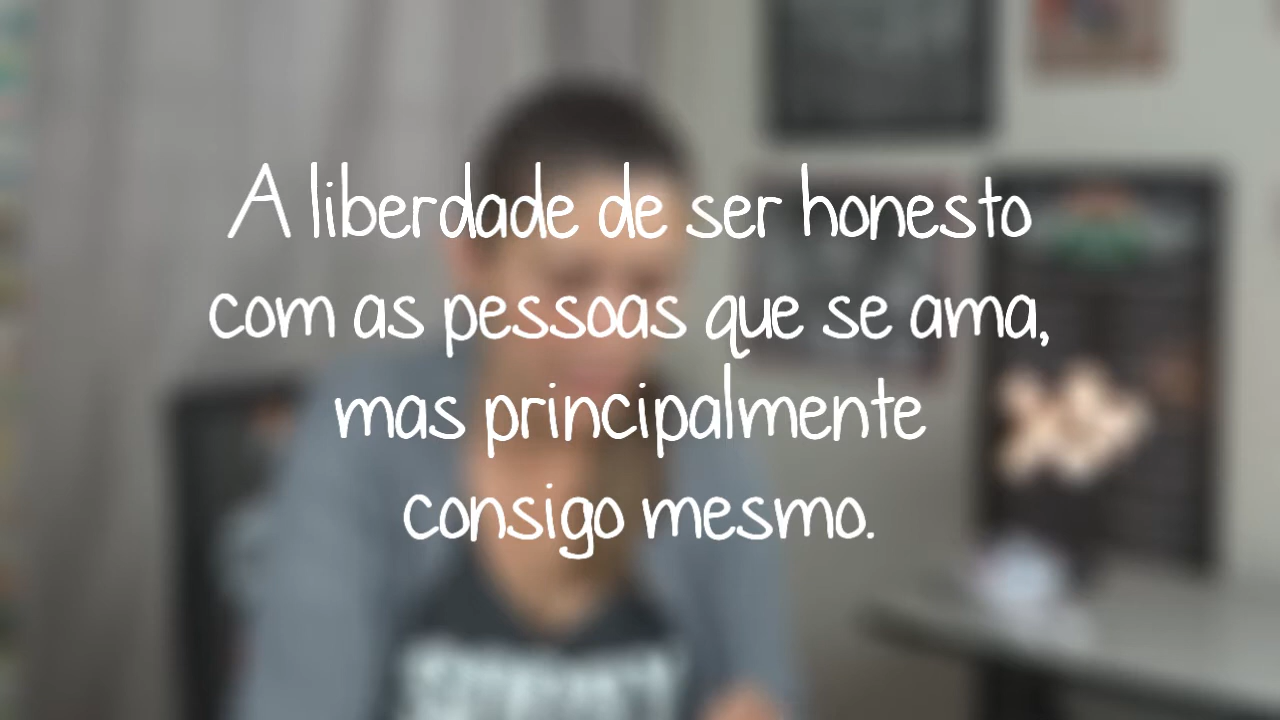 A liberdade de ser honesto
com as pessoas que se ama,
mas principalmente
consigo mesmo.